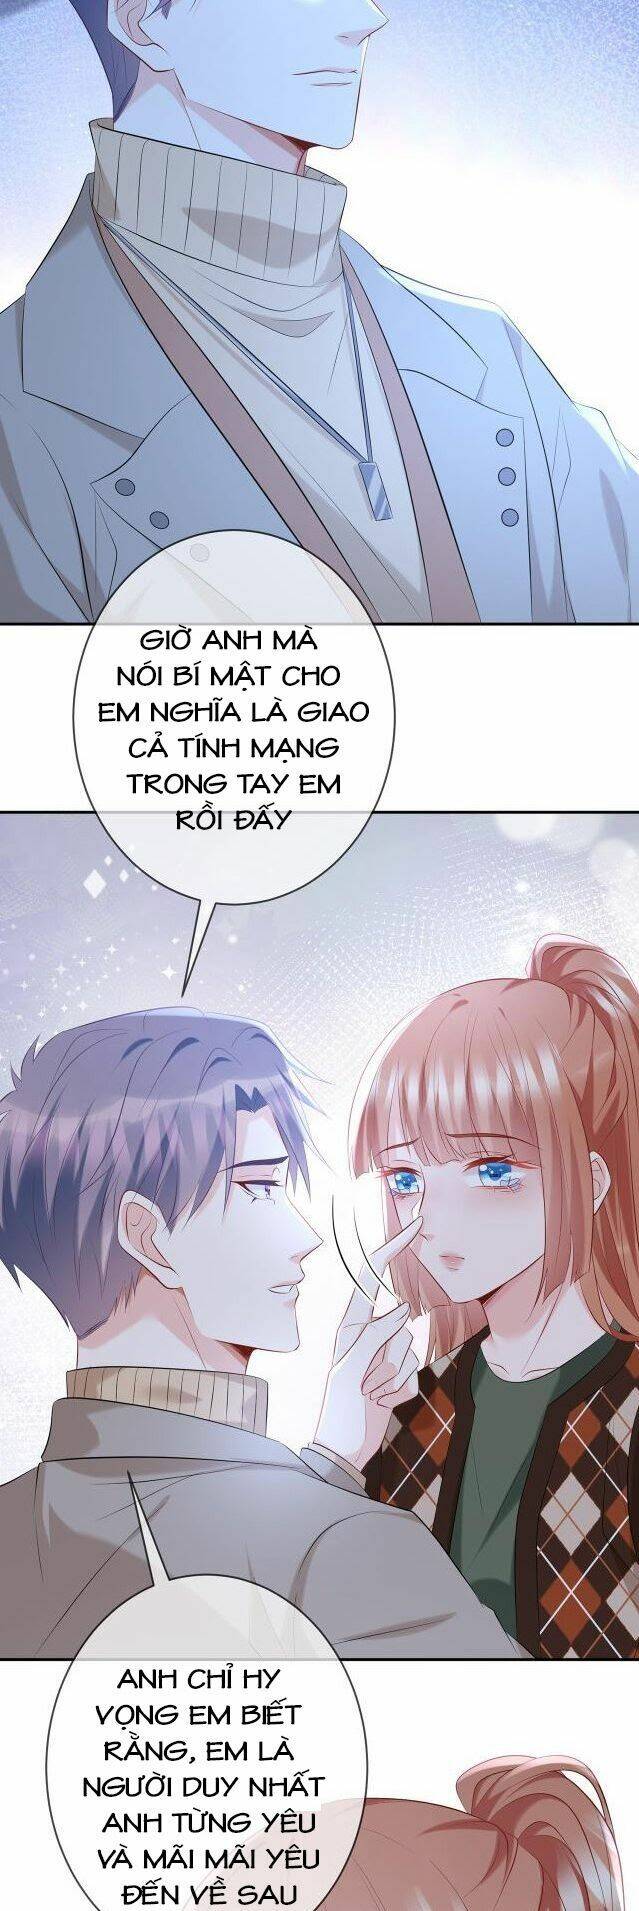 GIỜ ANH MÀ
NÓI BÍ MẬT CHO
EM NGHĨA LÀ GIAO
CẢ TÍNH MẠNG
TRONG TAY EM
RỒI ĐẤY
ANH CHỈ HY
VỌNG EM BIẾT
RẰNG, EM LÀ
NGƯỜI DUY NHẤT
ANH TỪNG YÊU
VÀ MÃI MÃI YÊU
ĐẾN VỀ SAU